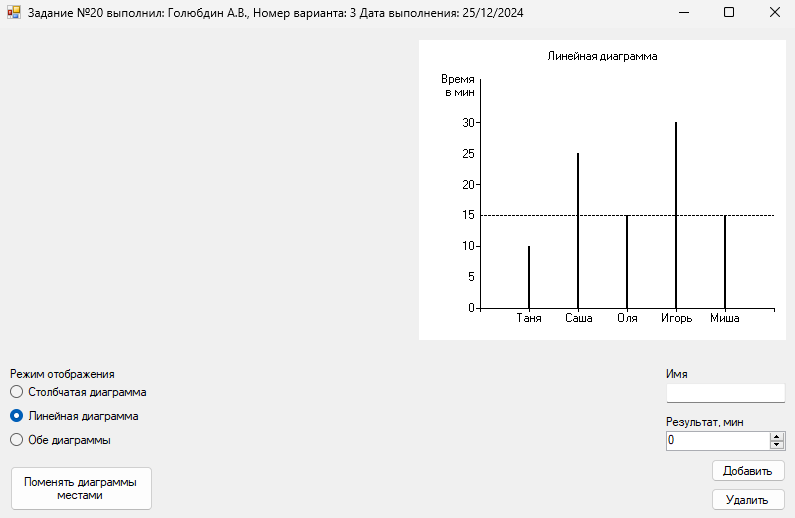 Задание №20 выполнил: Голюбдин А.В., Номер варианта: 3 Дата выполнения: 25/12/2024
Линейная диаграмма
Время
в мин
30
25
20
15
10
5
0
Таня Саша Оля Игорь Миша
Режим отображения
Столбчатая диаграмма
Линейная диаграмма
Обе диаграммы
Поменять диаграммы
местами
Имя
Результат, мин
0
Добавить
Удалить